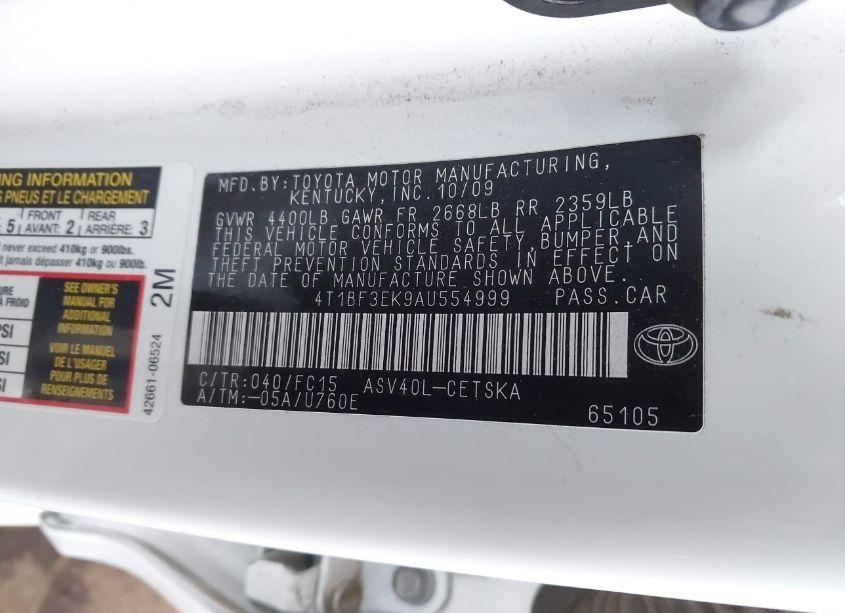 NG INFORMATION
S PNEUS ET LE CHARGEMENT
5 FRONT AVANT: 2 REAR ARRIÈRE: 3
never exceed 410kg or 900lbs.
t jamais dépasser 410kg ou 900lb.
SEE OWNER'S
MANUAL FOR
ADDITIONAL
INFORMATION
VOIR LE MANUEL
DE L'USAGER
POUR PLUS DE
RENSEIGNEMENTS
À FROID
PSI
SI
SI
2M
42661-06524
MFD.BY:TOYOTA MOTOR MANUFACTURING,
KENTUCKY, INC. 10/09
GVWR 4400LB GAWR FR 2668LB RR 2359LB
THIS VEHICLE CONFORMS TO ALL APPLICABLE
FEDERAL MOTOR VEHICLE SAFETY, BUMPER, AND
THEFT PREVENTION STANDARDS IN EFFECT ON
THE DATE OF MANUFACTURE SHOWN ABOVE.
4T1BF3EK9AU554999 PASS.CAR
C/TR:040/FC15 ASV40L-CETSKA
A/TM:-05A/U760E
65105